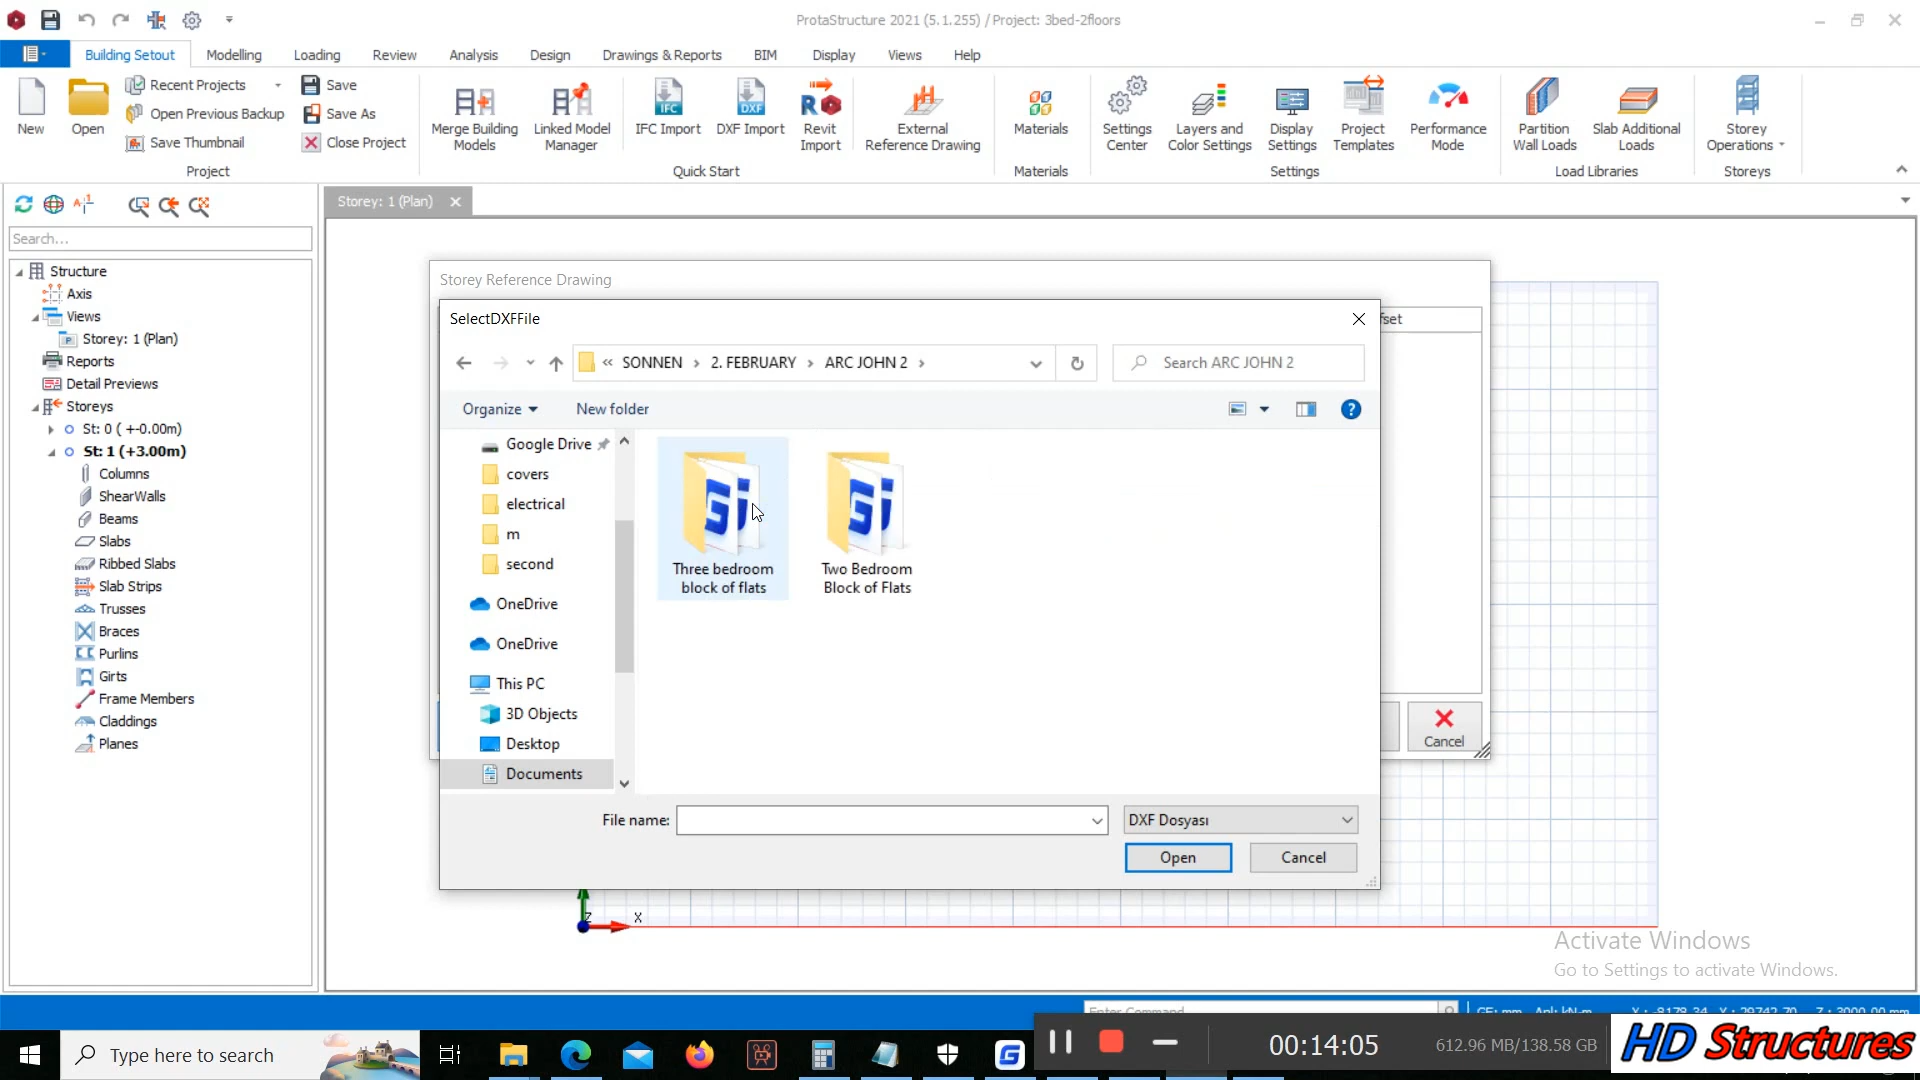 ProtaStructure 2021 (5.1.255) / Project: 3bed-2floors
Building Setout
Modelling
Loading
Review
Analysis
Design
Drawings & Reports
BIM
Display
Views
Help
New
Open
Recent Projects
Open Previous Backup
Save Thumbnail
Save
Save As
Close Project
Project
Merge Building
Models
Linked Model
Manager
IFC
IFC Import
DXF
DXF Import
Revit
Import
External
Reference Drawing
Quick Start
Materials
Materials
Settings
Center
Layers and
Color Settings
Display
Settings
Project
Templates
Performance
Mode
Settings
Partition
Wall Loads
Slab Additional
Loads
Load Libraries
Storey
Operations
Storeys
Storey: 1 (Plan)
Search...
Structure
Axis
Views
Storey: 1 (Plan)
Reports
Detail Previews
Storeys
St: 0 ( +-0.00m)
St: 1 (+3.00m)
Columns
ShearWalls
Beams
Slabs
Ribbed Slabs
Slab Strips
Trusses
Braces
Purlins
Girts
Frame Members
Claddings
Planes
Storey Reference Drawing
SelectDXFFile
« SONNEN › 2. FEBRUARY › ARC JOHN 2 ›
Search ARC JOHN 2
Organize
New folder
Google Drive
covers
electrical
m
second
OneDrive
OneDrive
This PC
3D Objects
Desktop
Documents
Three bedroom
block of flats
Two Bedroom
Block of Flats
File name:
DXF Dosyası
Open
Cancel
Cancel
Z
X
Activate Windows
Go to Settings to activate Windows.
Enter Command
Type here to search
00:14:05
612.96 MB/138.58 GB
HD Structures